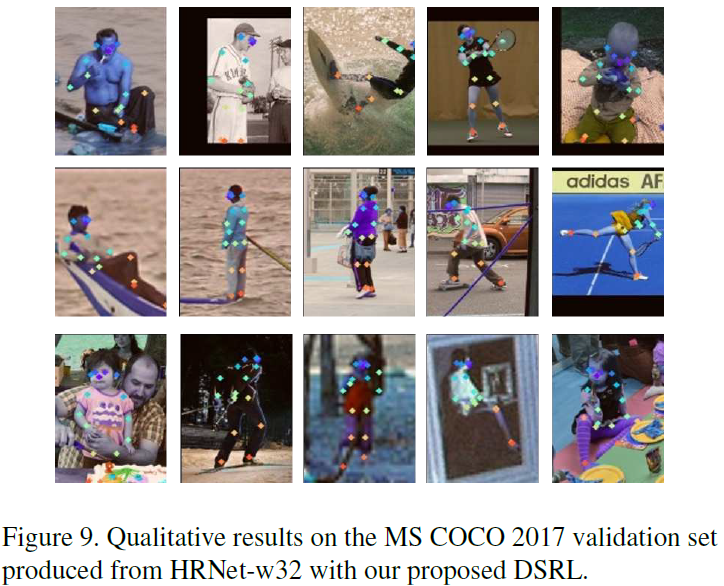 adidas AF
Figure 9. Qualitative results on the MS COCO 2017 validation set
produced from HRNet-w32 with our proposed DSRL.